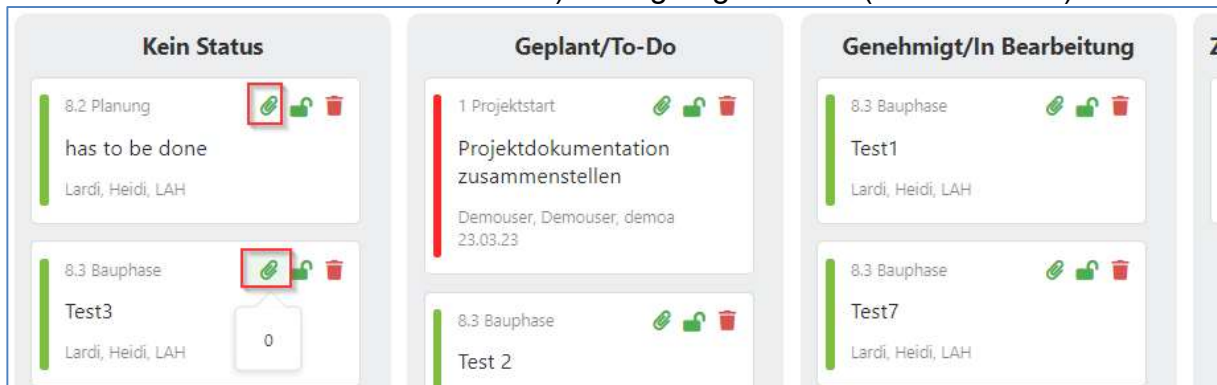 Kein Status
8.2 Planung
has to be done
Lardi, Heidi, LAH
8.3 Bauphase
Test3
0
Lardi, Heidi, LAH
Geplant/To-Do
1 Projektstart
Projektdokumentation
zusammenstellen
Demouser, Demouser, demoa
23.03.23
8.3 Bauphase
Test 2
Genehmigt/In Bearbeitung
8.3 Bauphase
Test1
Lardi, Heidi, LAH
8.3 Bauphase
Test7
Lardi, Heidi, LAH